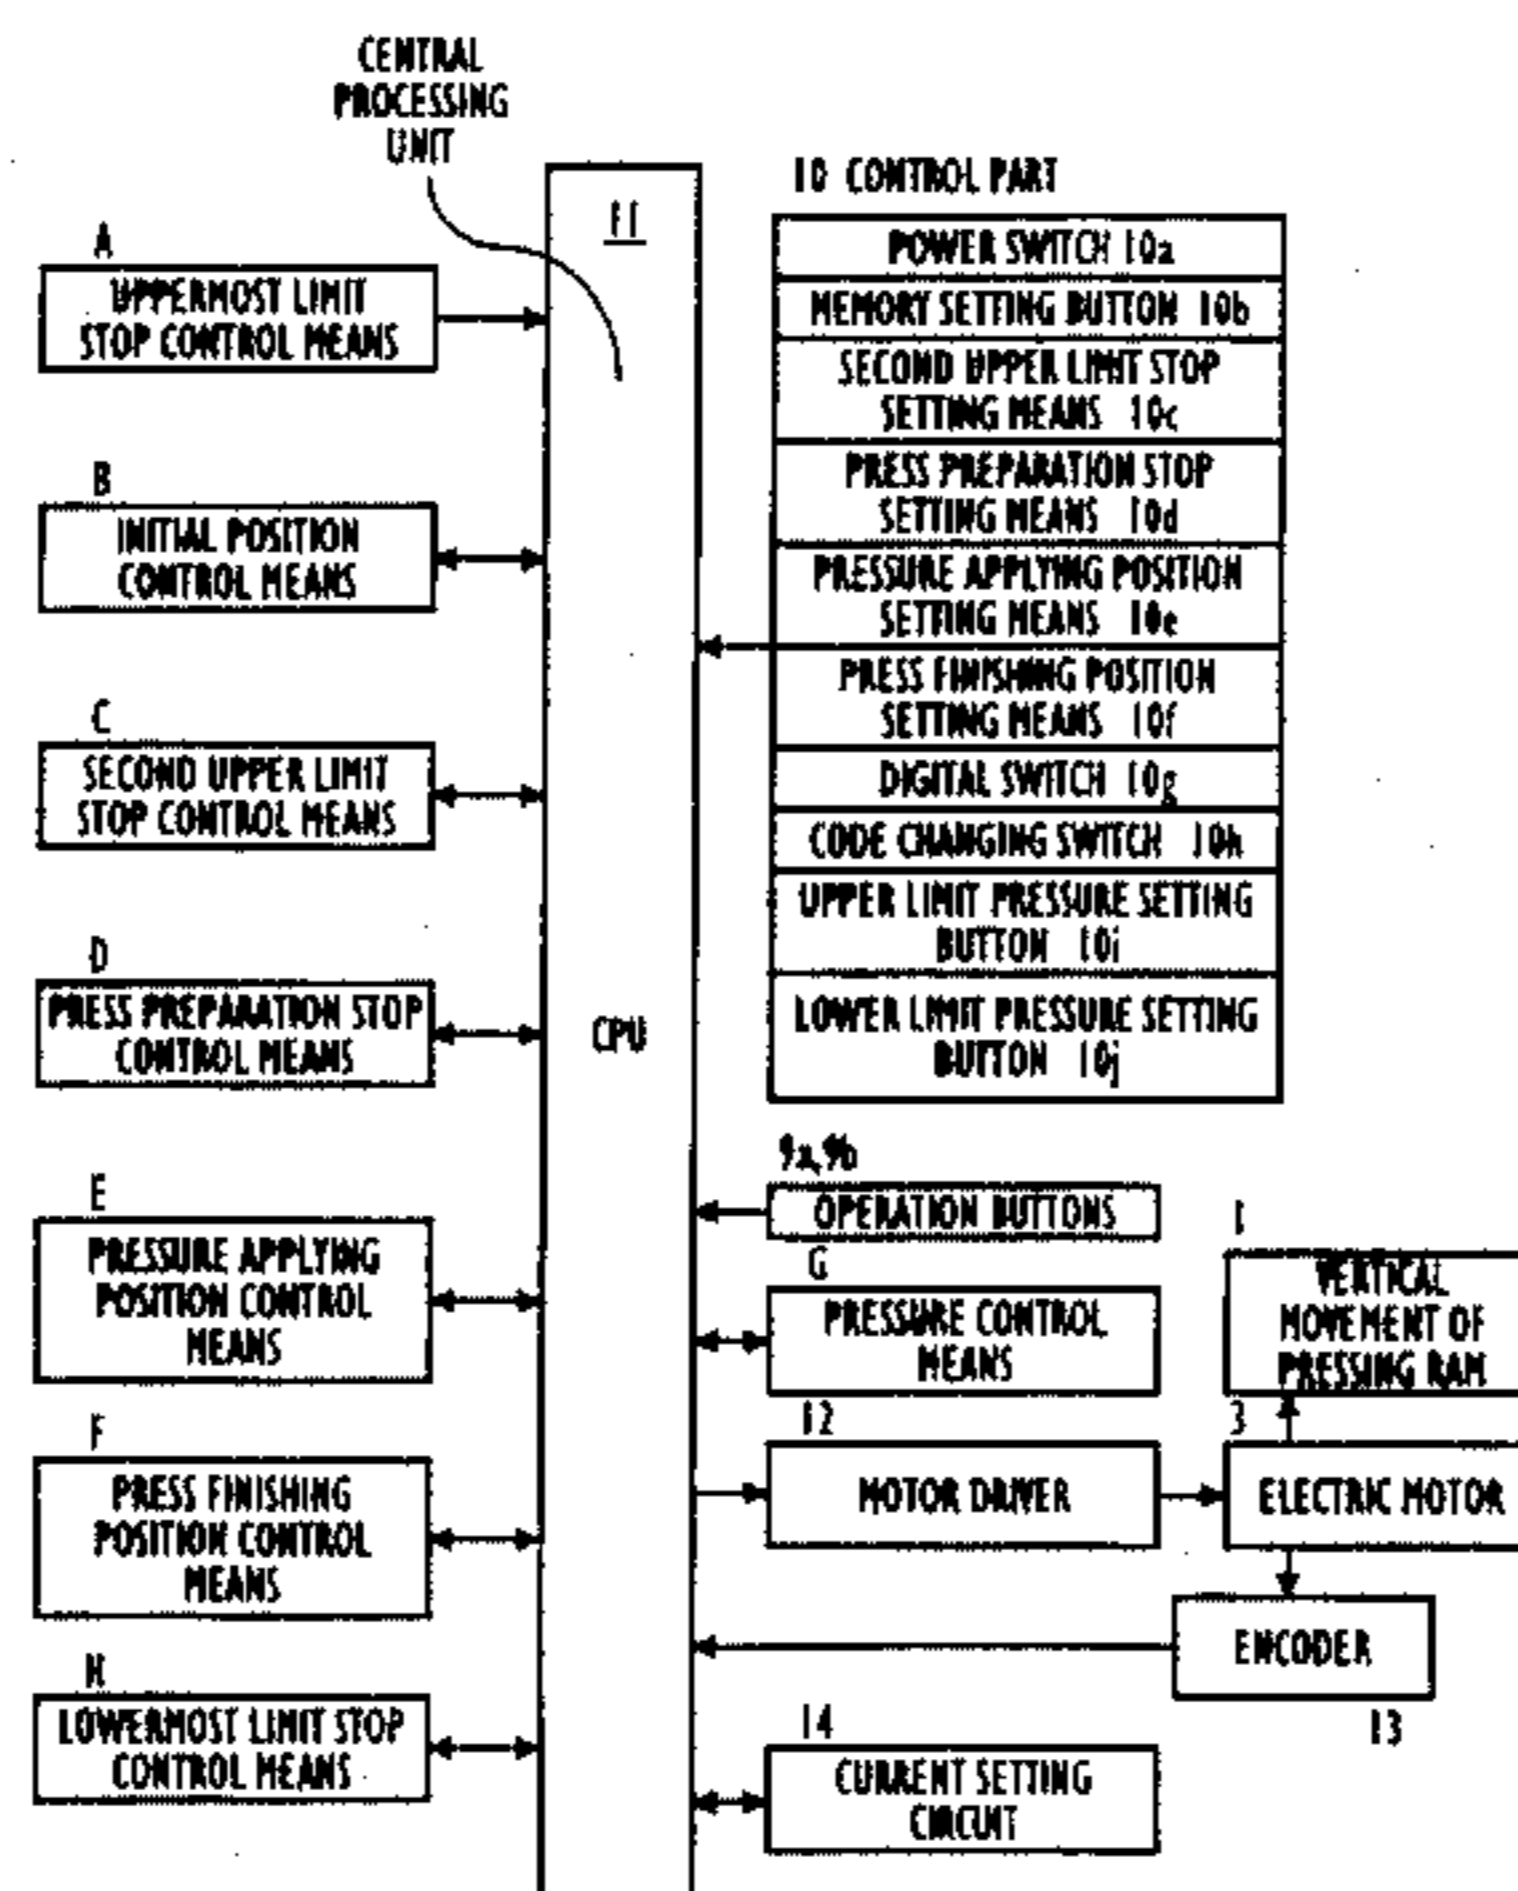 CENTRAL
PROCESSING
UNIT
11
CPU
A
UPPERMOST LIMIT
STOP CONTROL MEANS
B
INITIAL POSITION
CONTROL MEANS
C
SECOND UPPER LIMIT
STOP CONTROL MEANS
D
PRESS PREPARATION STOP
CONTROL MEANS
E
PRESSURE APPLYING
POSITION CONTROL
MEANS
F
PRESS FINISHING
POSITION CONTROL
MEANS
H
LOWERMOST LIMIT STOP
CONTROL MEANS
10 CONTROL PART
POWER SWITCH 10a
MEMORY SETTING BUTTON 10b
SECOND UPPER LIMIT STOP
SETTING MEANS 10c
PRESS PREPARATION STOP
SETTING MEANS 10d
PRESSURE APPLYING POSITION
SETTING MEANS 10e
PRESS FINISHING POSITION
SETTING MEANS 10f
DIGITAL SWITCH 10g
CODE CHANGING SWITCH 10h
UPPER LIMIT PRESSURE SETTING
BUTTON 10i
LOWER LIMIT PRESSURE SETTING
BUTTON 10j
9a,9b
OPERATION BUTTONS
G
PRESSURE CONTROL
MEANS
12
MOTOR DRIVER
1
VERTICAL
MOVEMENT OF
PRESSING RAM
3
ELECTRIC MOTOR
ENCODER
13
14
CURRENT SETTING
CIRCUIT